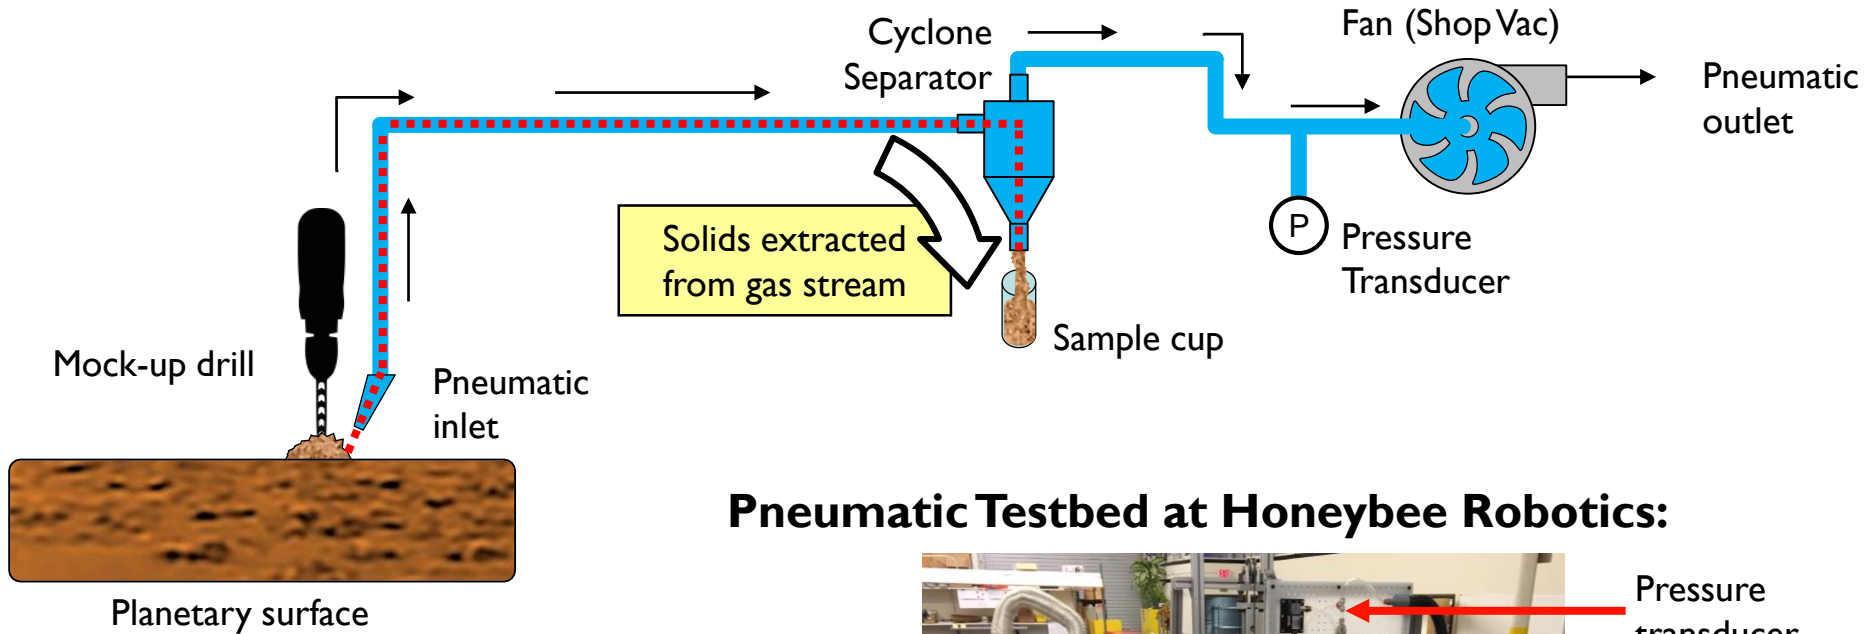 Cyclone
Separator
Fan (Shop Vac)
Pneumatic
outlet
Solids extracted
from gas stream
P
Pressure
Transducer
Sample cup
Mock-up drill
Pneumatic
inlet
Planetary surface
Pneumatic Testbed at Honeybee Robotics:
Pressure
transducer